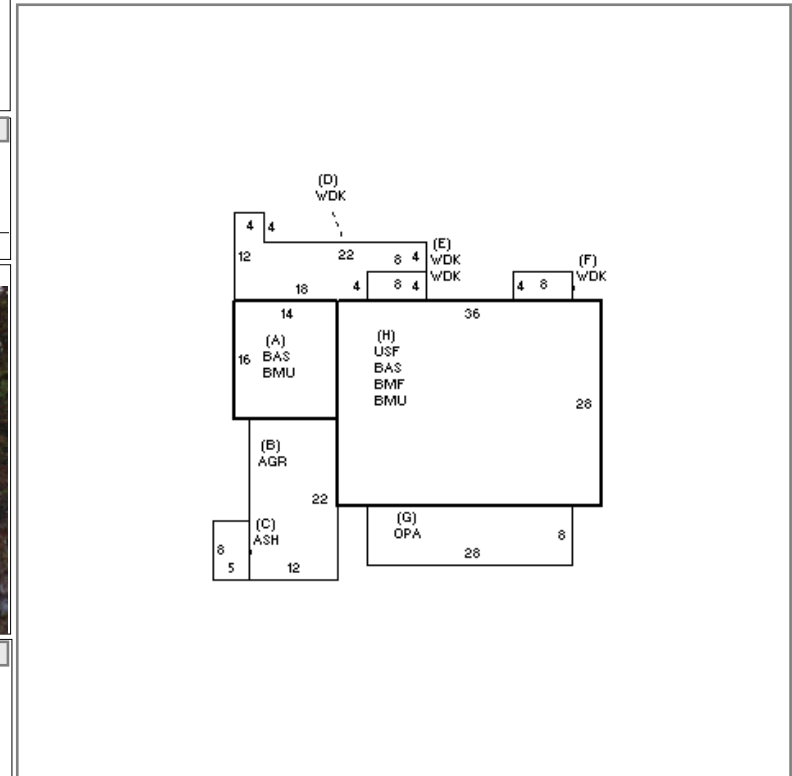 (D)
WDK
4 4
12
22
8 4
(E)
WDK
WDK
(F)
WDK
18
4
8 4
4 8
14
36
(A)
BAS
BMU
16
(H)
USF
BAS
BMF
BMU
28
(B)
AGR
22
(C)
ASH
8
5
12
(G)
OPA
8
28